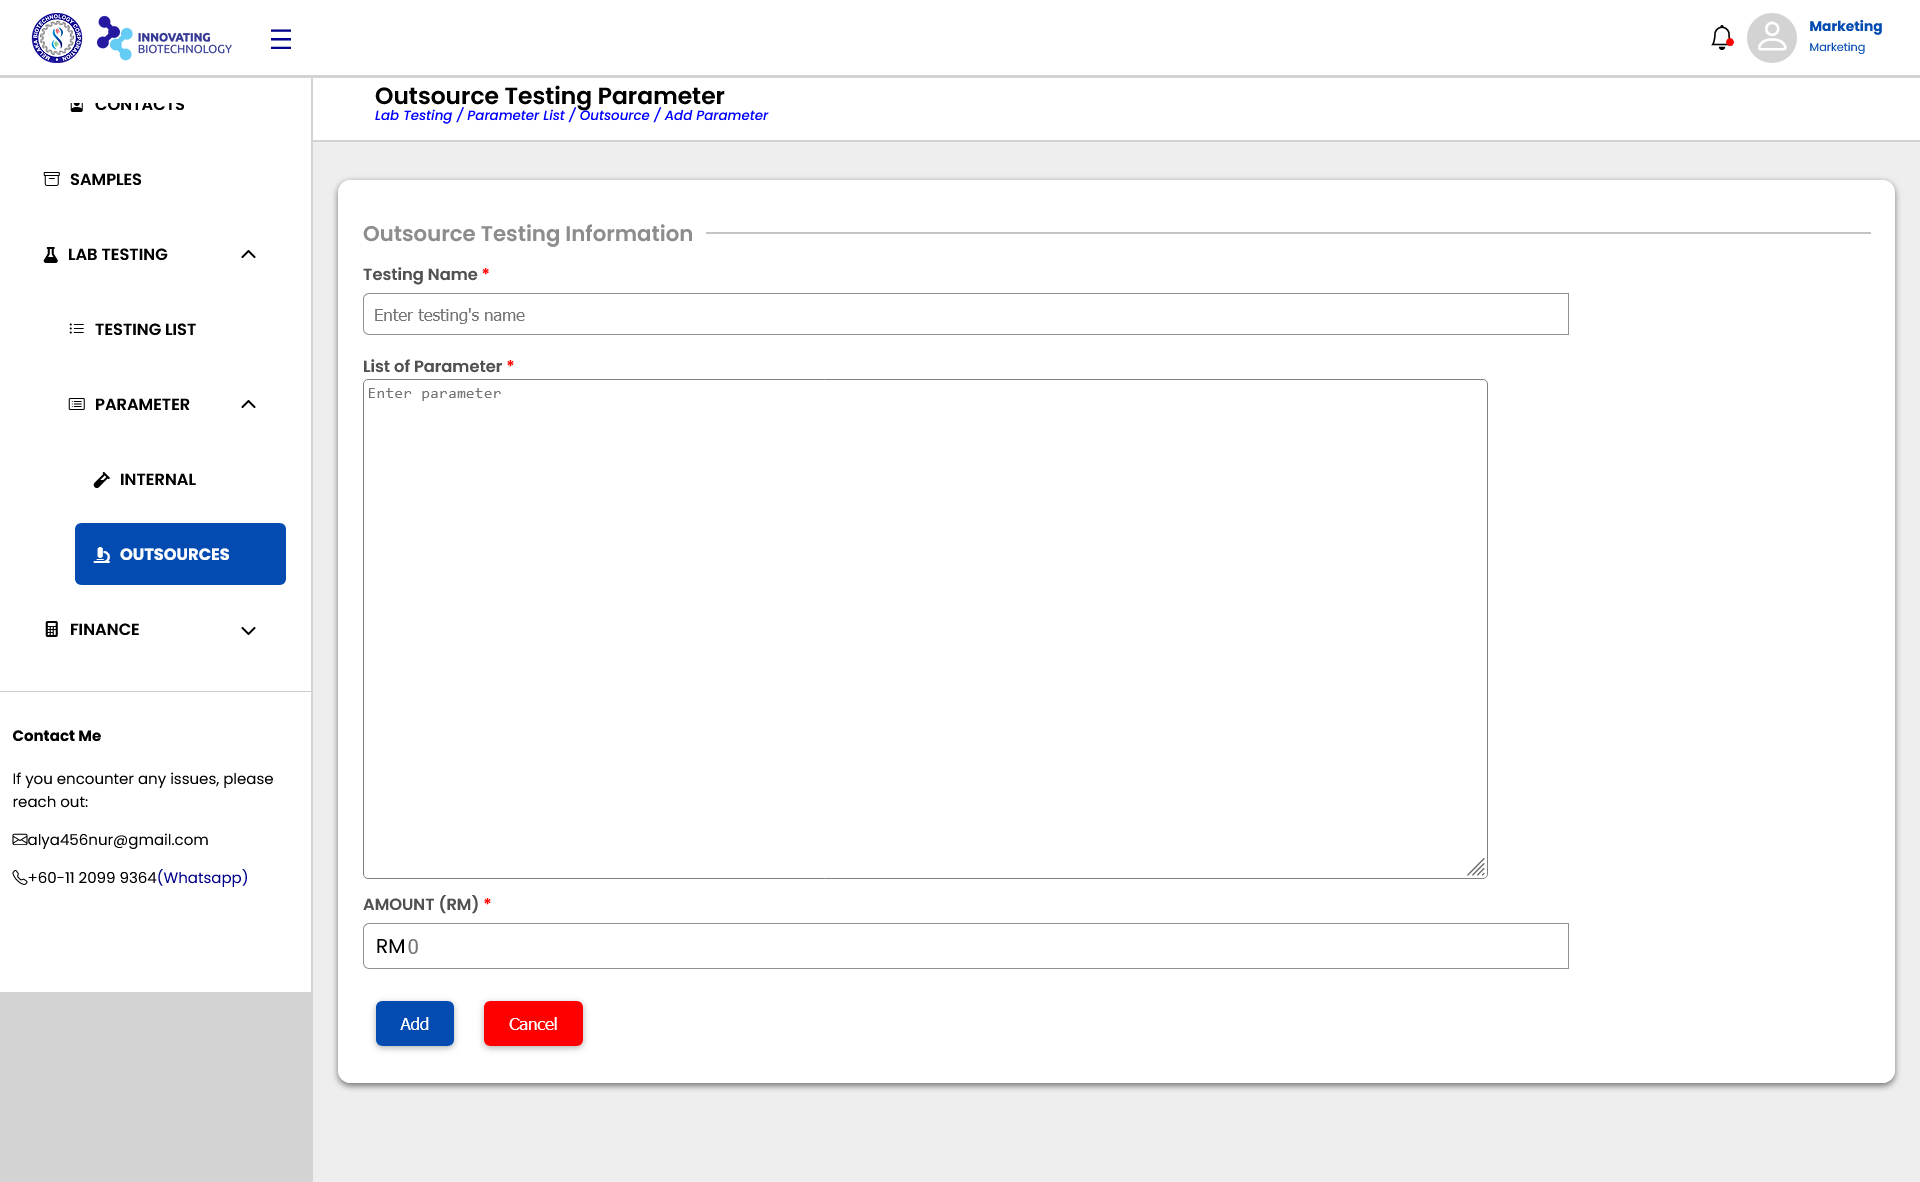 INNOVATING
BIOTECHNOLOGY
Marketing
Marketing
CONTACTS
SAMPLES
LAB TESTING
TESTING LIST
PARAMETER
INTERNAL
OUTSOURCES
FINANCE
Contact Me
If you encounter any issues, please
reach out:
alya456nur@gmail.com
+60-11 2099 9364(Whatsapp)
Outsource Testing Parameter
Lab Testing / Parameter List / Outsource / Add Parameter
Outsource Testing Information
Testing Name *
Enter testing's name
List of Parameter *
Enter parameter
AMOUNT (RM) *
RM 0
Add
Cancel